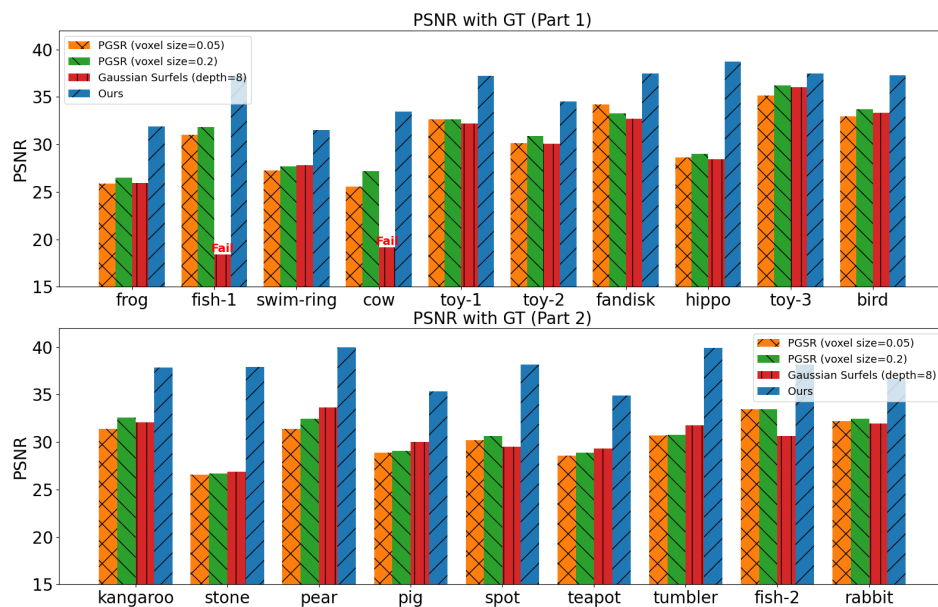 PSNR with GT (Part 1)
PSNR
40
35
30
25
20
15
PGSR (voxel size=0.05)
PGSR (voxel size=0.2)
Gaussian Surfels (depth=8)
Ours
Fail
Fail
frog fish-1 swim-ring cow toy-1 toy-2 fandisk hippo toy-3 bird
PSNR with GT (Part 2)
PSNR
40
35
30
25
20
15
PGSR (voxel size=0.05)
PGSR (voxel size=0.2)
Gaussian Surfels (depth=8)
Ours
kangaroo stone pear pig spot teapot tumbler fish-2 rabbit